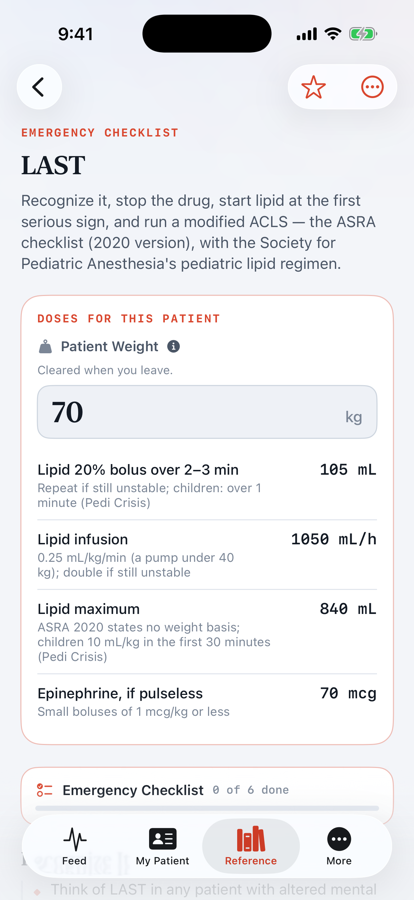 9:41
EMERGENCY CHECKLIST
LAST
Recognize it, stop the drug, start lipid at the first
serious sign, and run a modified ACLS — the ASRA
checklist (2020 version), with the Society for
Pediatric Anesthesia's pediatric lipid regimen.
DOSES FOR THIS PATIENT
Patient Weight
Cleared when you leave.
70 kg
Lipid 20% bolus over 2–3 min 105 mL
Repeat if still unstable; children: over 1
minute (Pedi Crisis)
Lipid infusion 1050 mL/h
0.25 mL/kg/min (a pump under 40
kg); double if still unstable
Lipid maximum 840 mL
ASRA 2020 states no weight basis;
children 10 mL/kg in the first 30 minutes
(Pedi Crisis)
Epinephrine, if pulseless 70 mcg
Small boluses of 1 mcg/kg or less
Emergency Checklist 0 of 6 done
Feed My Patient Reference More
Think of LAST in any patient with altered mental